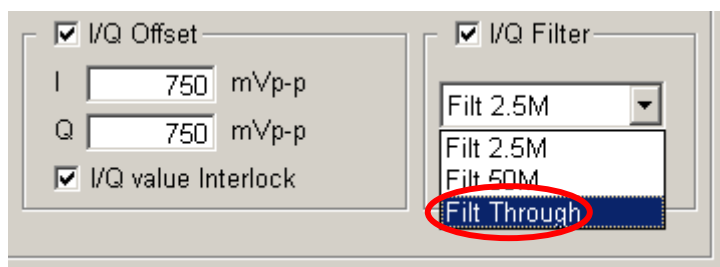 I/Q Offset
I 750 mVp-p
Q 750 mVp-p
I/Q value Interlock
I/Q Filter
Filt 2.5M
Filt 2.5M
Filt 50M
Filt Through